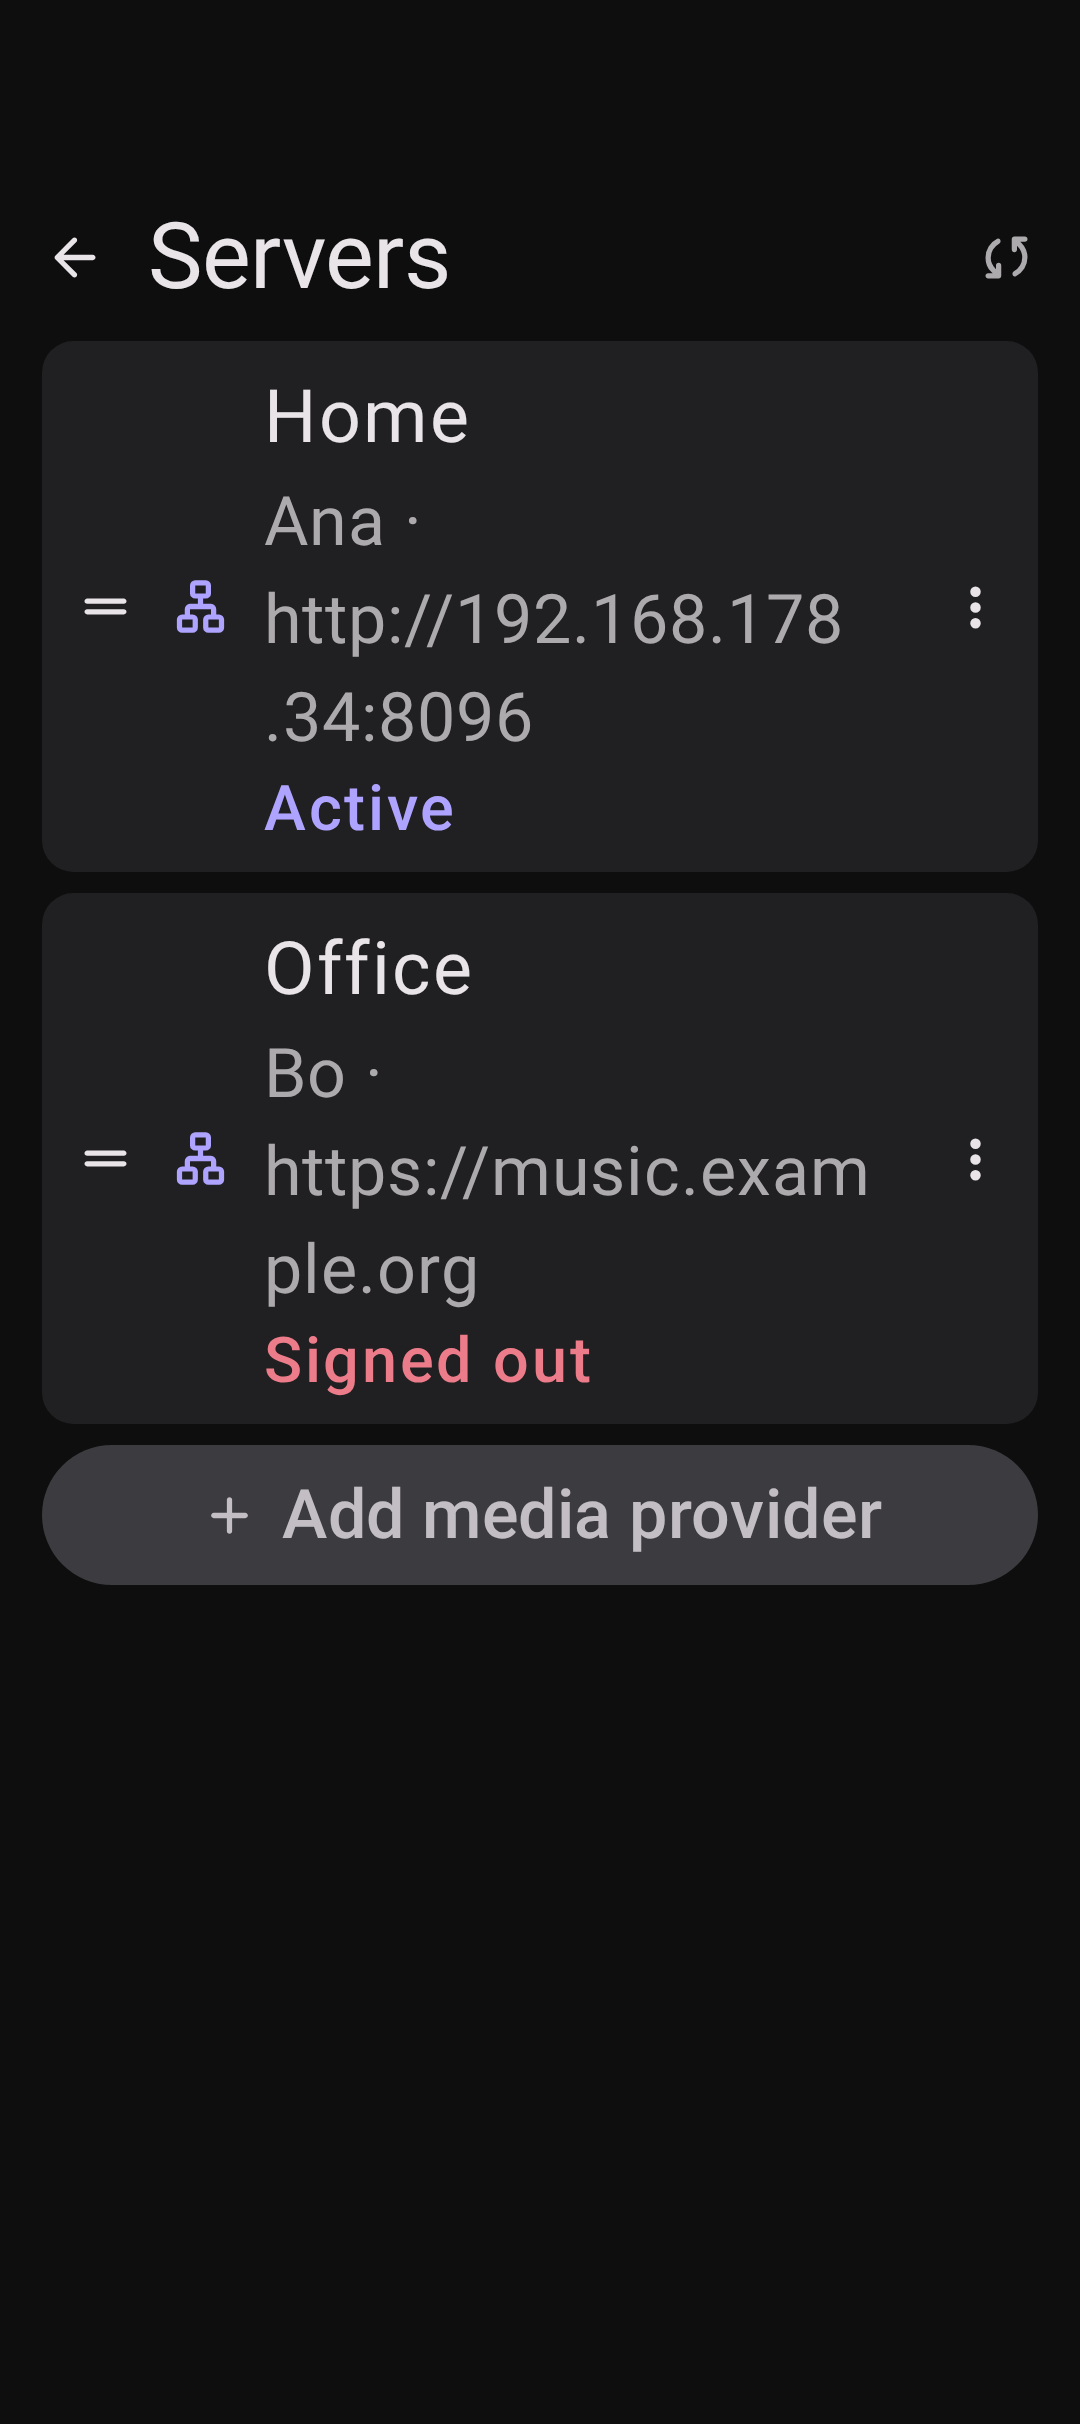 Servers
Home
Ana ·
http://192.168.178
.34:8096
Active
Office
Bo ·
https://music.exam
ple.org
Signed out
Add media provider